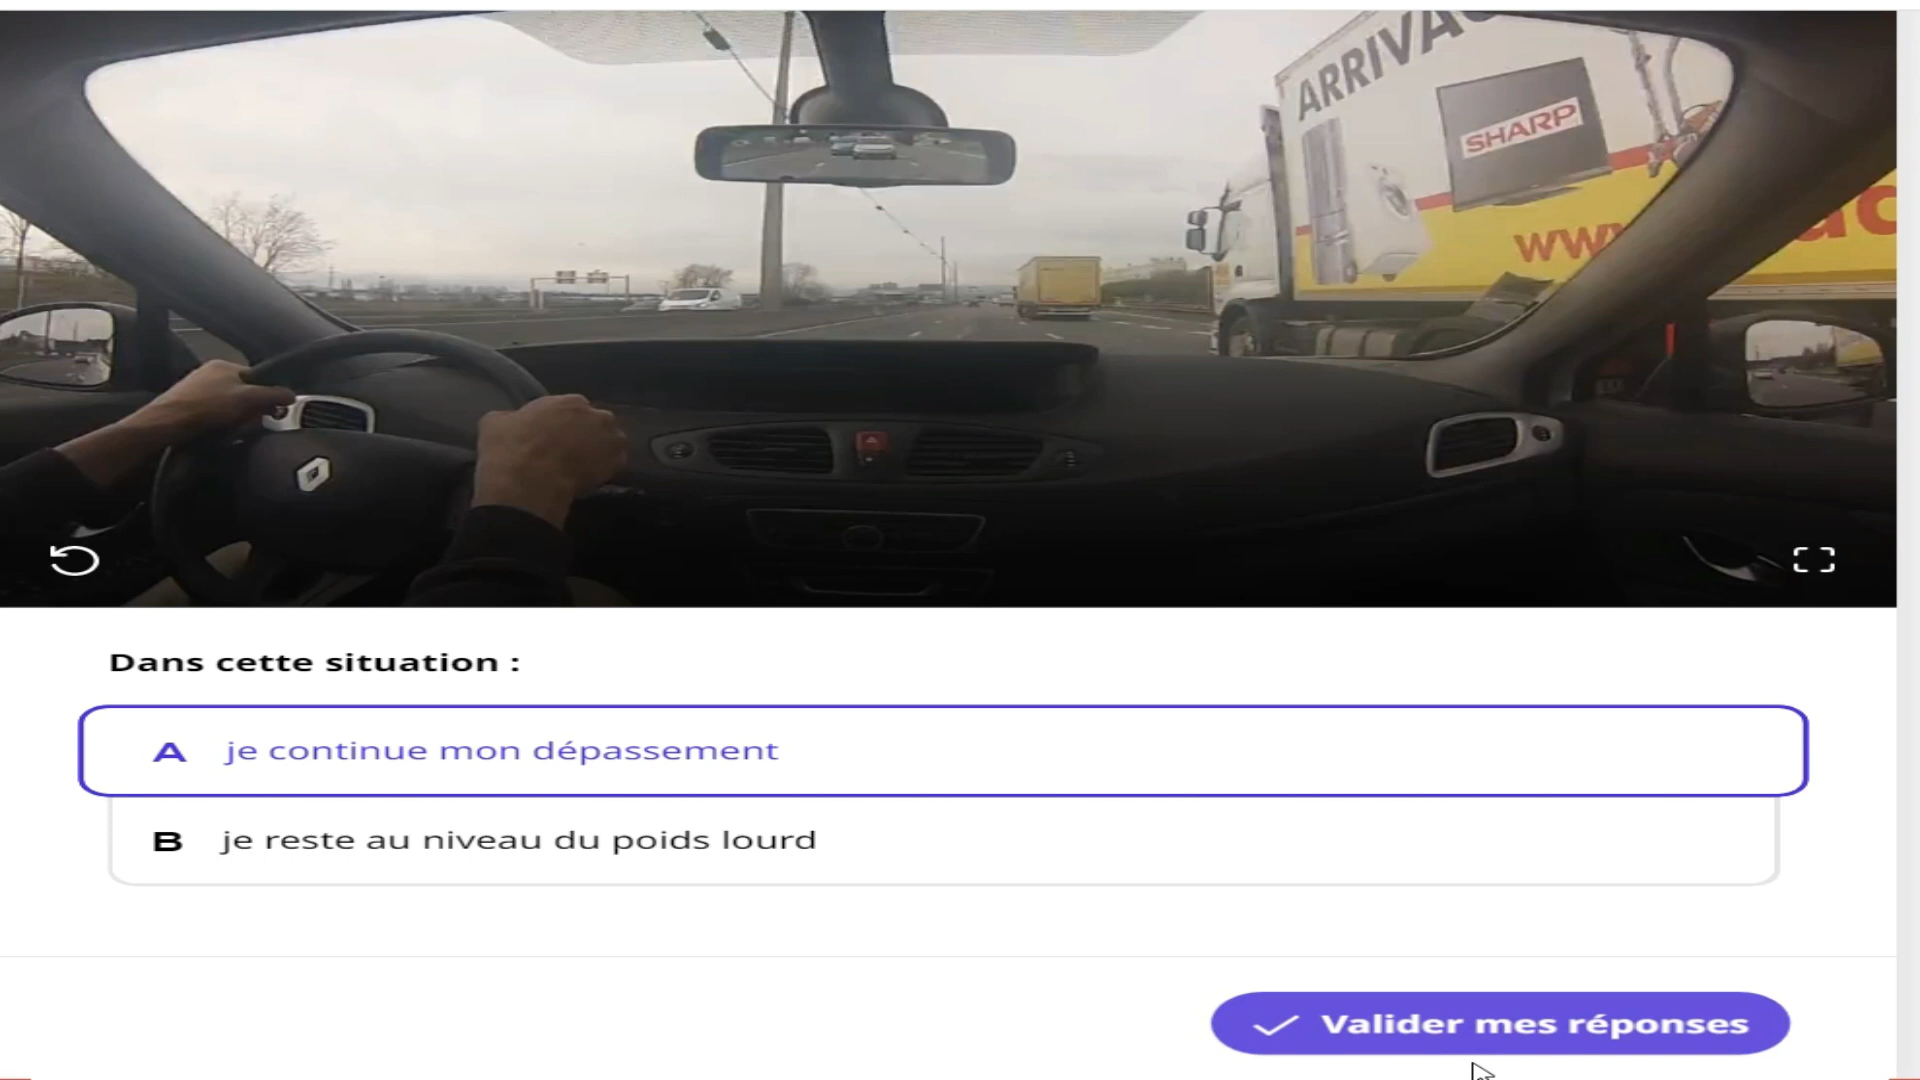 ARRIVA
SHARP
WWW
Dans cette situation :
A je continue mon dépassement
B je reste au niveau du poids lourd
Valider mes réponses